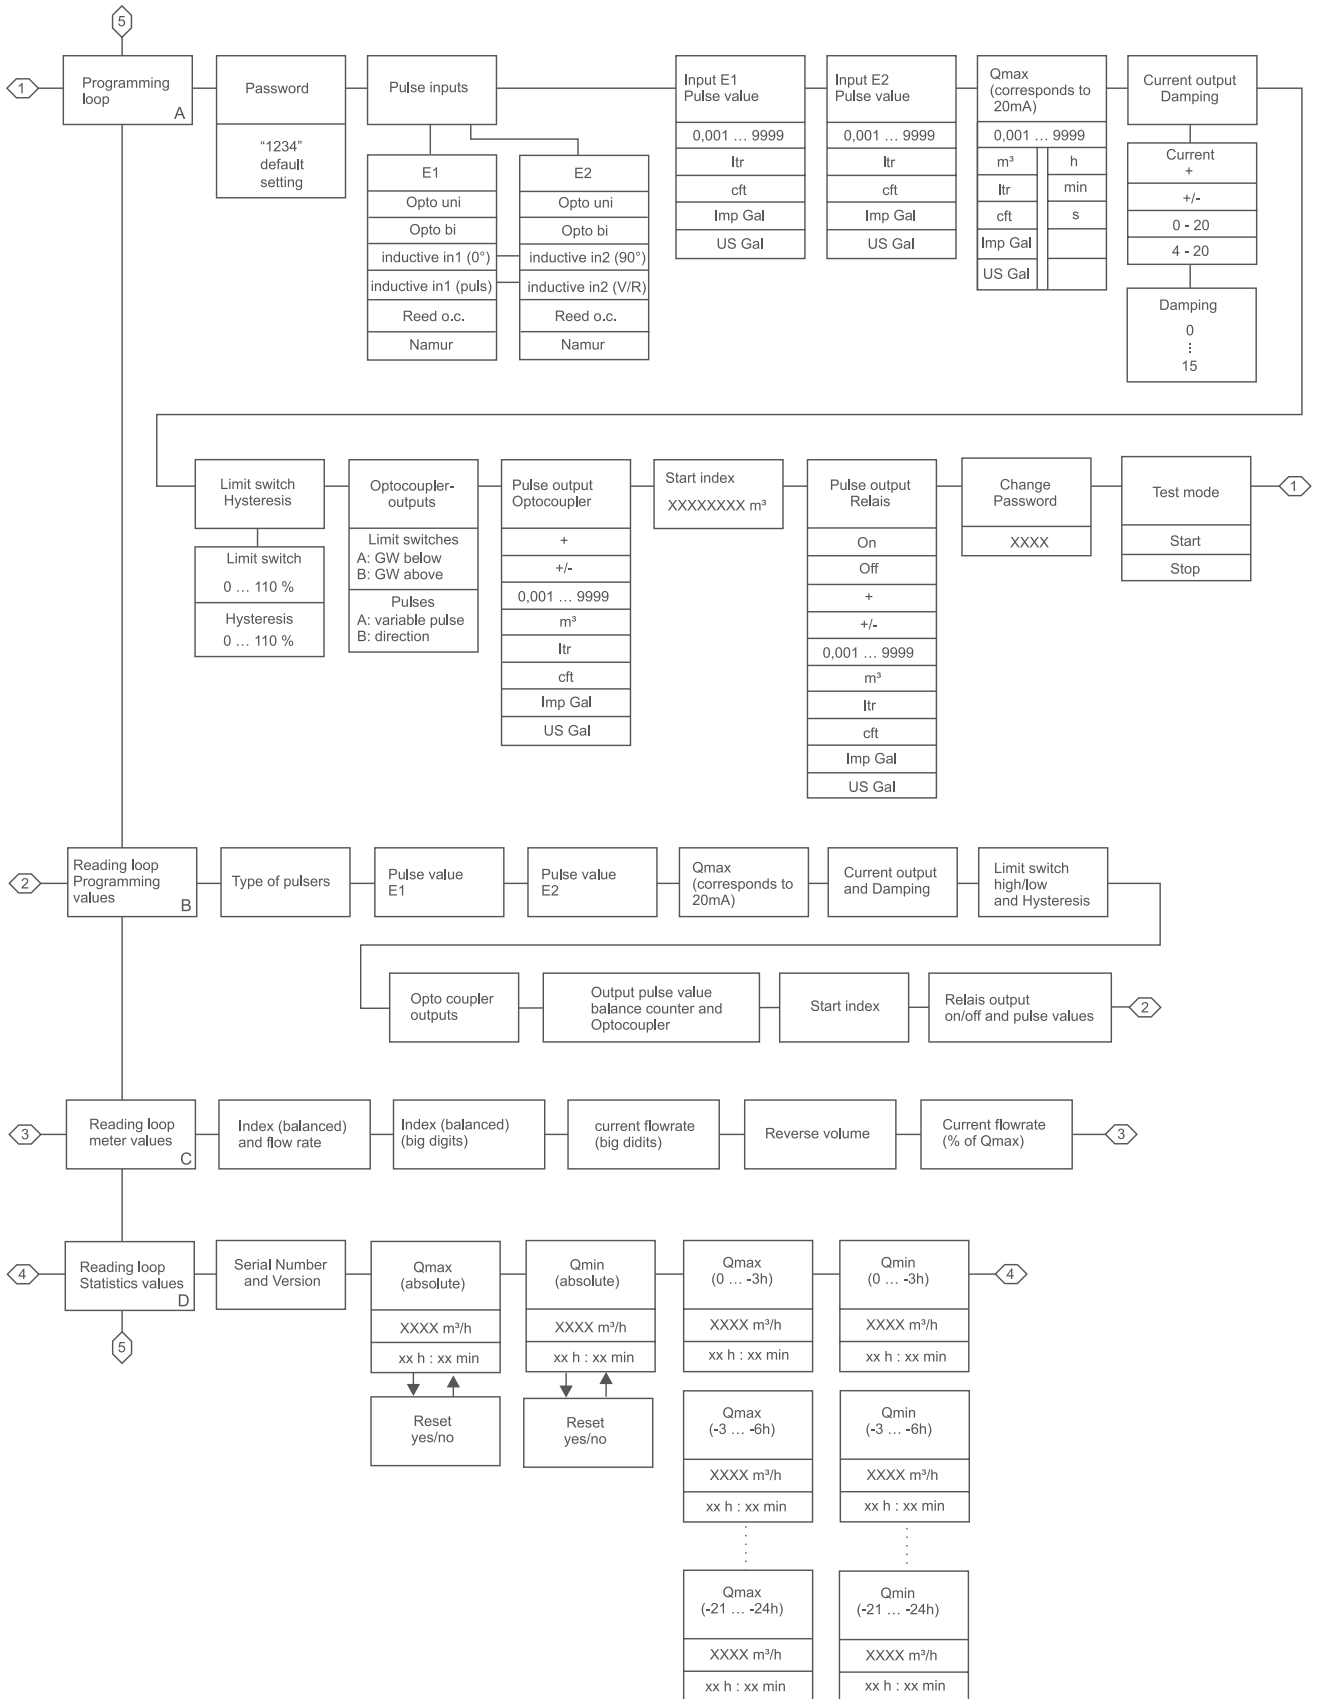 5
1
Programming
loop
A
Password
"1234"
default
setting
Pulse inputs
E1
Opto uni
Opto bi
inductive in1 (0°)
inductive in1 (puls)
Reed o.c.
Namur
E2
Opto uni
Opto bi
inductive in2 (90°)
inductive in2 (V/R)
Reed o.c.
Namur
Input E1
Pulse value
0,001 ... 9999
ltr
cft
Imp Gal
US Gal
Input E2
Pulse value
0,001 ... 9999
ltr
cft
Imp Gal
US Gal
Qmax
(corresponds to
20mA)
0,001 ... 9999
m³ h
ltr min
cft s
Imp Gal
US Gal
Current output
Damping
Current
+
+/-
0 - 20
4 - 20
Damping
0
⋮
15
Limit switch
Hysteresis
Limit switch
0 ... 110 %
Hysteresis
0 ... 110 %
Optocoupler-
outputs
Limit switches
A: GW below
B: GW above
Pulses
A: variable pulse
B: direction
Pulse output
Optocoupler
+
+/-
0,001 ... 9999
m³
ltr
cft
Imp Gal
US Gal
Start index
XXXXXXXX m³
Pulse output
Relais
On
Off
+
+/-
0,001 ... 9999
m³
ltr
cft
Imp Gal
US Gal
Change
Password
XXXX
Test mode
Start
Stop
1
2
Reading loop
Programming
values
B
Type of pulsers
Pulse value
E1
Pulse value
E2
Qmax
(corresponds to
20mA)
Current output
and Damping
Limit switch
high/low
and Hysteresis
Opto coupler
outputs
Output pulse value
balance counter and
Optocoupler
Start index
Relais output
on/off and pulse values
2
3
Reading loop
meter values
C
Index (balanced)
and flow rate
Index (balanced)
(big digits)
current flowrate
(big didits)
Reverse volume
Current flowrate
(% of Qmax)
3
4
Reading loop
Statistics values
D
5
Serial Number
and Version
Qmax
(absolute)
XXXX m³/h
xx h : xx min
Reset
yes/no
Qmin
(absolute)
XXXX m³/h
xx h : xx min
Reset
yes/no
Qmax
(0 ... -3h)
XXXX m³/h
xx h : xx min
Qmin
(0 ... -3h)
XXXX m³/h
xx h : xx min
4
Qmax
(-3 ... -6h)
XXXX m³/h
xx h : xx min
Qmin
(-3 ... -6h)
XXXX m³/h
xx h : xx min
Qmax
(-21 ... -24h)
XXXX m³/h
xx h : xx min
Qmin
(-21 ... -24h)
XXXX m³/h
xx h : xx min